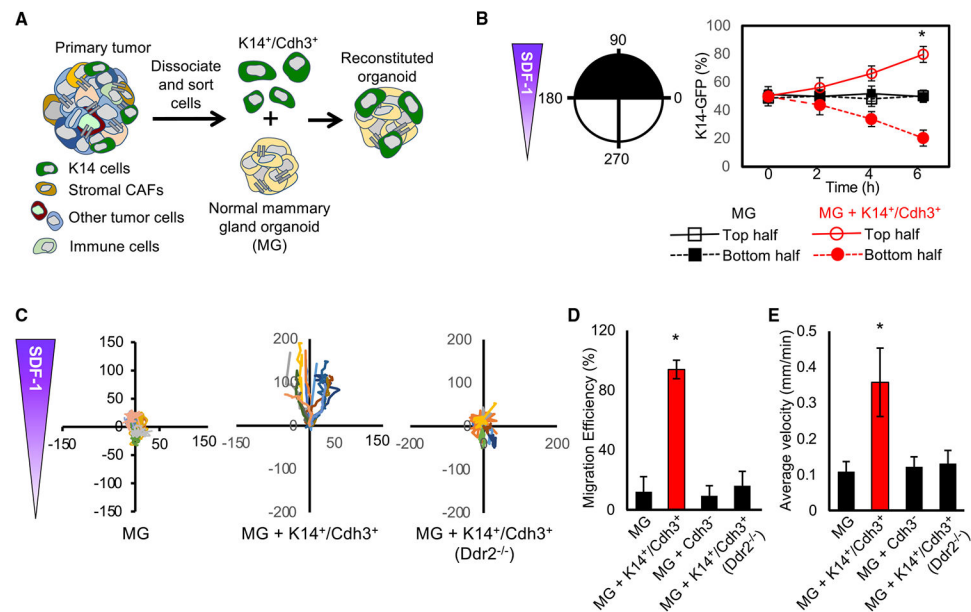 A
Primary tumor
Dissociate
and sort
cells
K14⁺/Cdh3⁺
+
Normal mammary
gland organoid
(MG)
Reconstituted
organoid
K14 cells
Stromal CAFs
Other tumor cells
Immune cells
B
SDF-1
90
180
0
270
K14-GFP (%)
100
80
60
40
20
0
*
0 2 4 6
Time (h)
MG
Top half
Bottom half
MG + K14⁺/Cdh3⁺
Top half
Bottom half
C
SDF-1
150
100
50
0
-50
-100
-150
-150 50 150
MG
200
100
0
-100
-200
-150 50 150
MG + K14⁺/Cdh3⁺
200
100
0
-100
-200
-200 200
MG + K14⁺/Cdh3⁺
(Ddr2⁻/⁻)
D
Migration Efficiency (%)
120
80
40
0
*
MG
MG + K14⁺/Cdh3⁺
MG + Cdh3⁻
MG + K14⁺/Cdh3⁺
(Ddr2⁻/⁻)
E
Average velocity (mm/min)
0.5
0.4
0.3
0.2
0.1
0
*
MG
MG + K14⁺/Cdh3⁺
MG + Cdh3⁻
MG + K14⁺/Cdh3⁺
(Ddr2⁻/⁻)